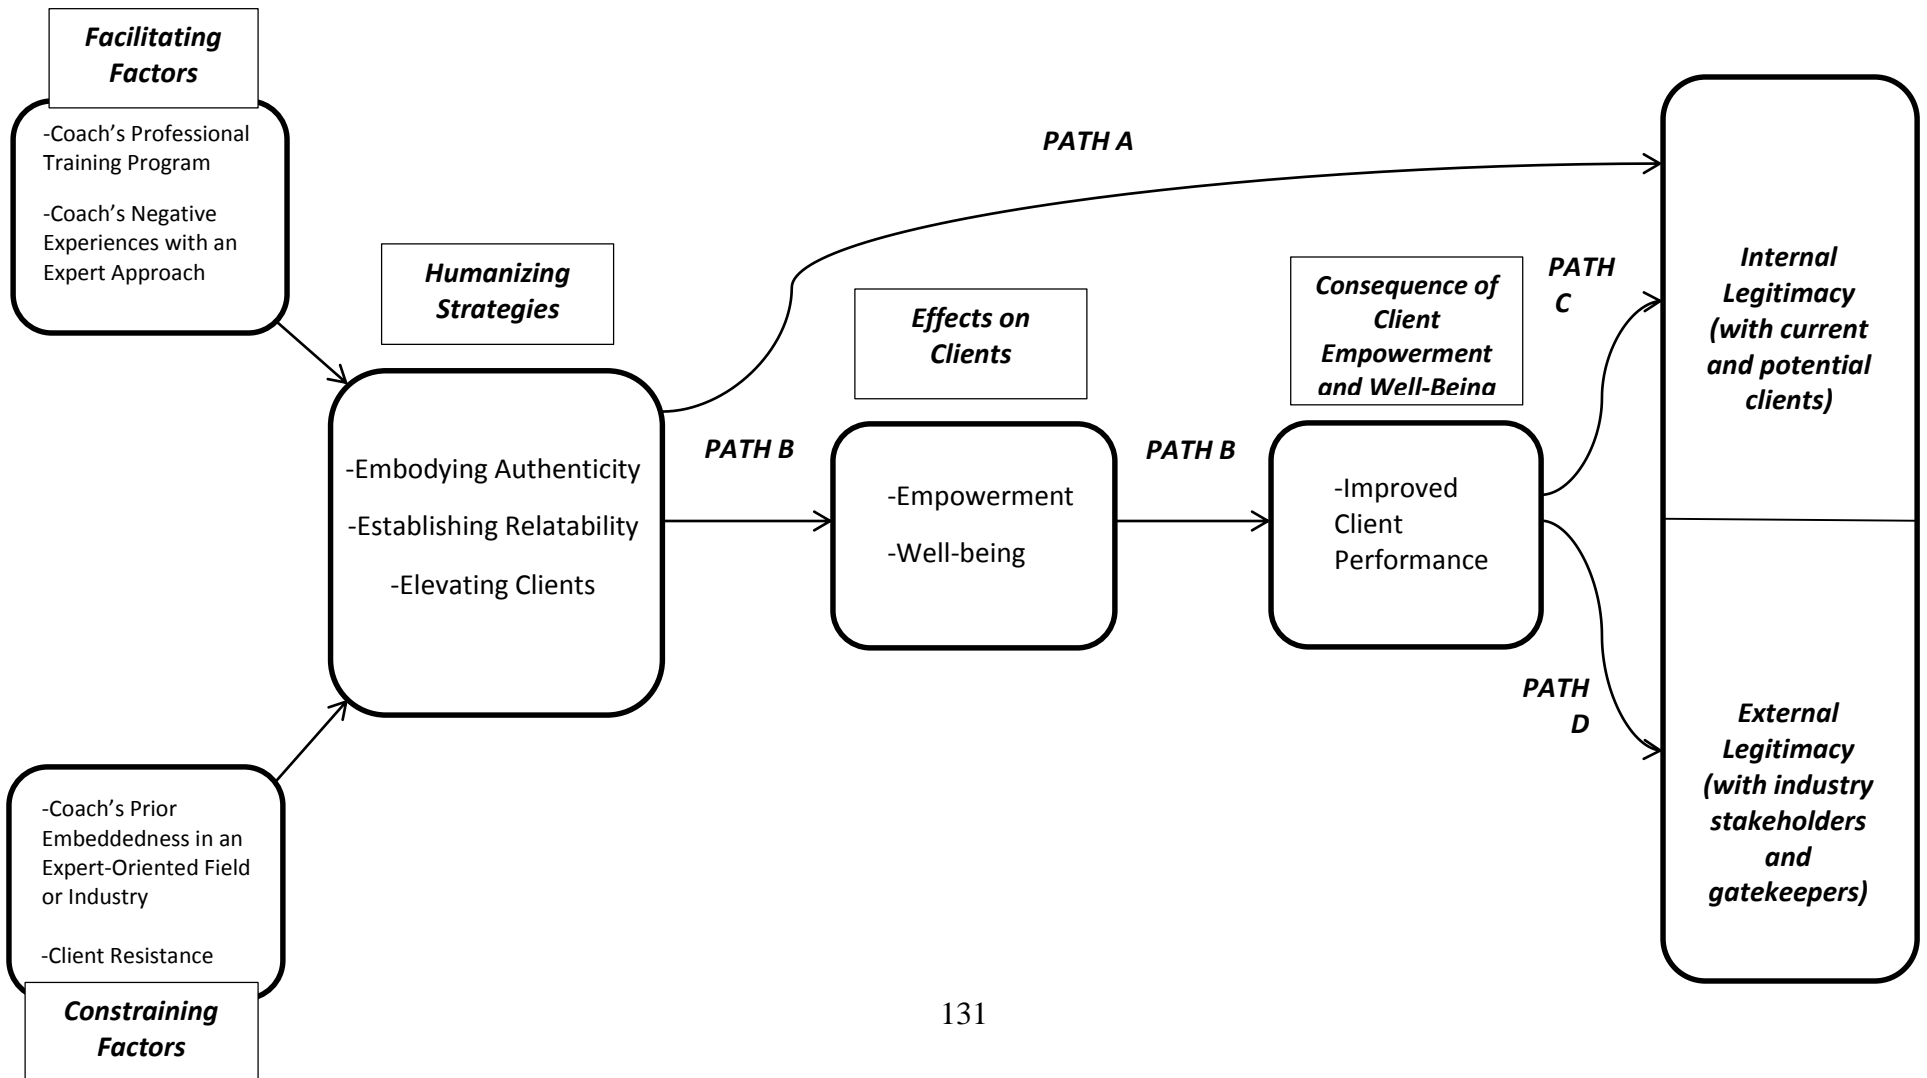 Facilitating
Factors
-Coach’s Professional
Training Program
-Coach’s Negative
Experiences with an
Expert Approach
Humanizing
Strategies
-Embodying Authenticity
-Establishing Relatability
-Elevating Clients
-Coach’s Prior
Embeddedness in an
Expert-Oriented Field
or Industry
-Client Resistance
Constraining
Factors
PATH A
PATH B
Effects on
Clients
-Empowerment
-Well-being
PATH B
Consequence of
Client
Empowerment
and Well-Being
-Improved
Client
Performance
PATH
C
PATH
D
Internal
Legitimacy
(with current
and potential
clients)
External
Legitimacy
(with industry
stakeholders
and
gatekeepers)
131